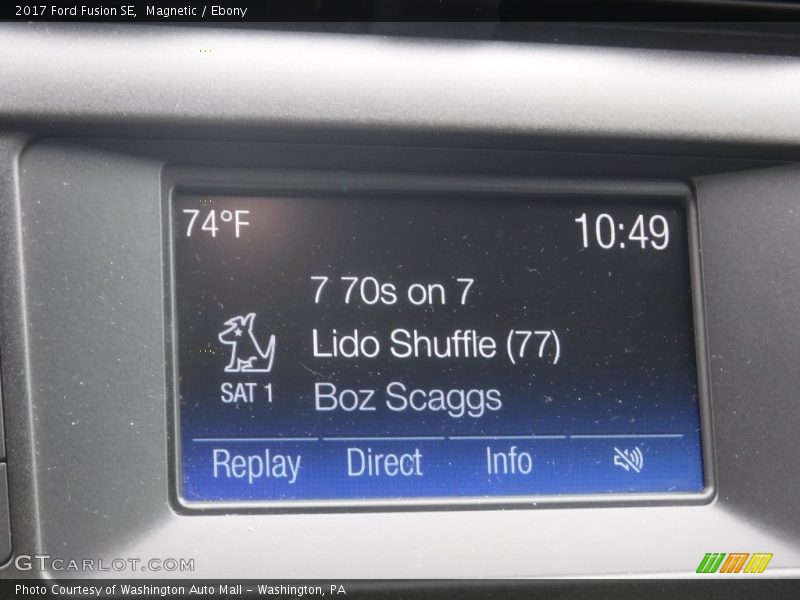 2017 Ford Fusion SE,  Magnetic / Ebony
74°F
10:49
7 70s on 7
Lido Shuffle (77)
SAT 1
Boz Scaggs
Replay
Direct
Info
GTCARLOT.COM
Photo Courtesy of Washington Auto Mall - Washington, PA